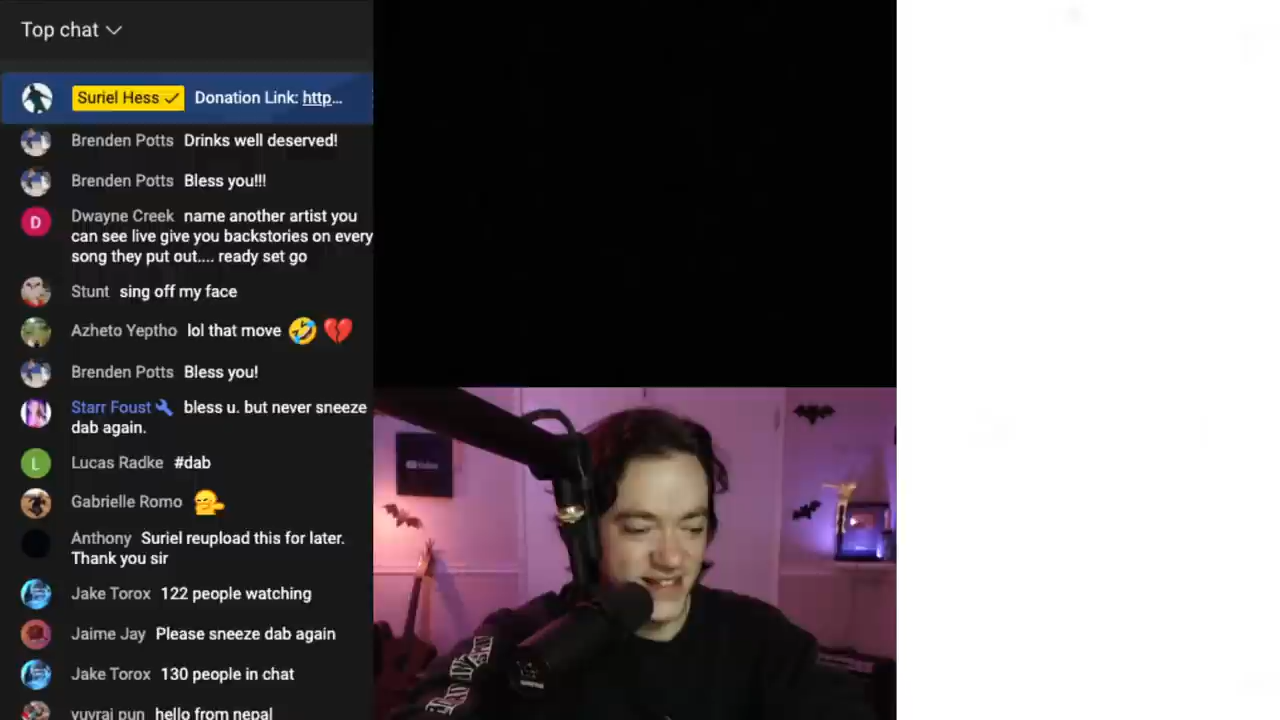 Top chat
Suriel Hess Donation Link: http...
Brenden Potts Drinks well deserved!
Brenden Potts Bless you!!!
Dwayne Creek name another artist you
can see live give you backstories on every
song they put out.... ready set go
Stunt sing off my face
Azheto Yeptho lol that move 🤣 💔
Brenden Potts Bless you!
Starr Foust bless u. but never sneeze
dab again.
L Lucas Radke #dab
Gabrielle Romo
Anthony Suriel reupload this for later.
Thank you sir
Jake Torox 122 people watching
Jaime Jay Please sneeze dab again
Jake Torox 130 people in chat
yuvraj pun hello from nepal